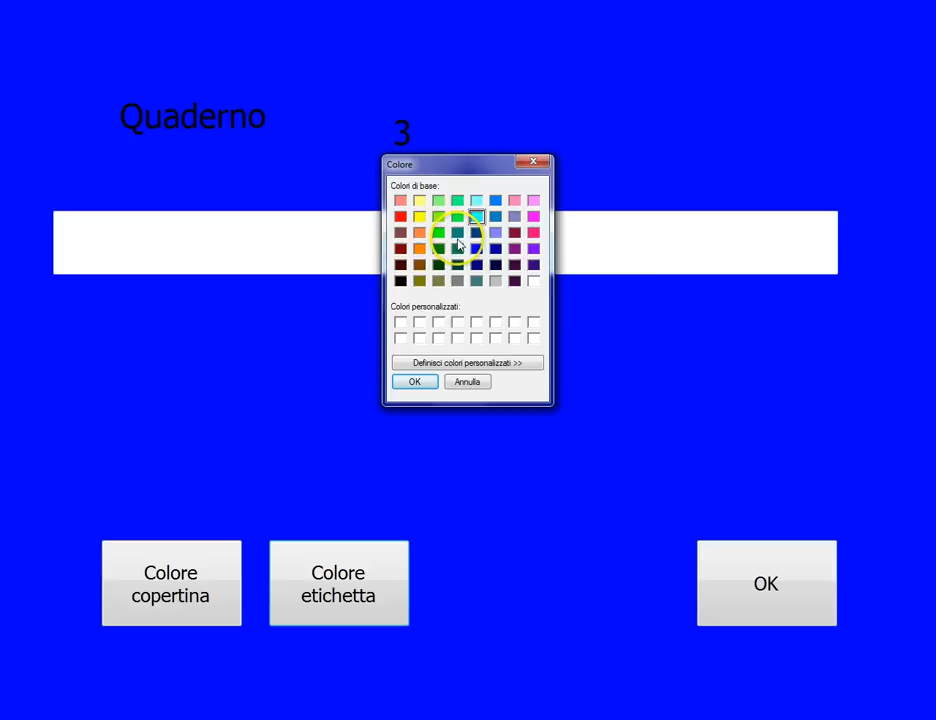 Quaderno
3
Colore
x
Colori di base:
Colori personalizzati:
Definisci colori personalizzati >>
OK
Annulla
Colore
copertina
Colore
etichetta
OK